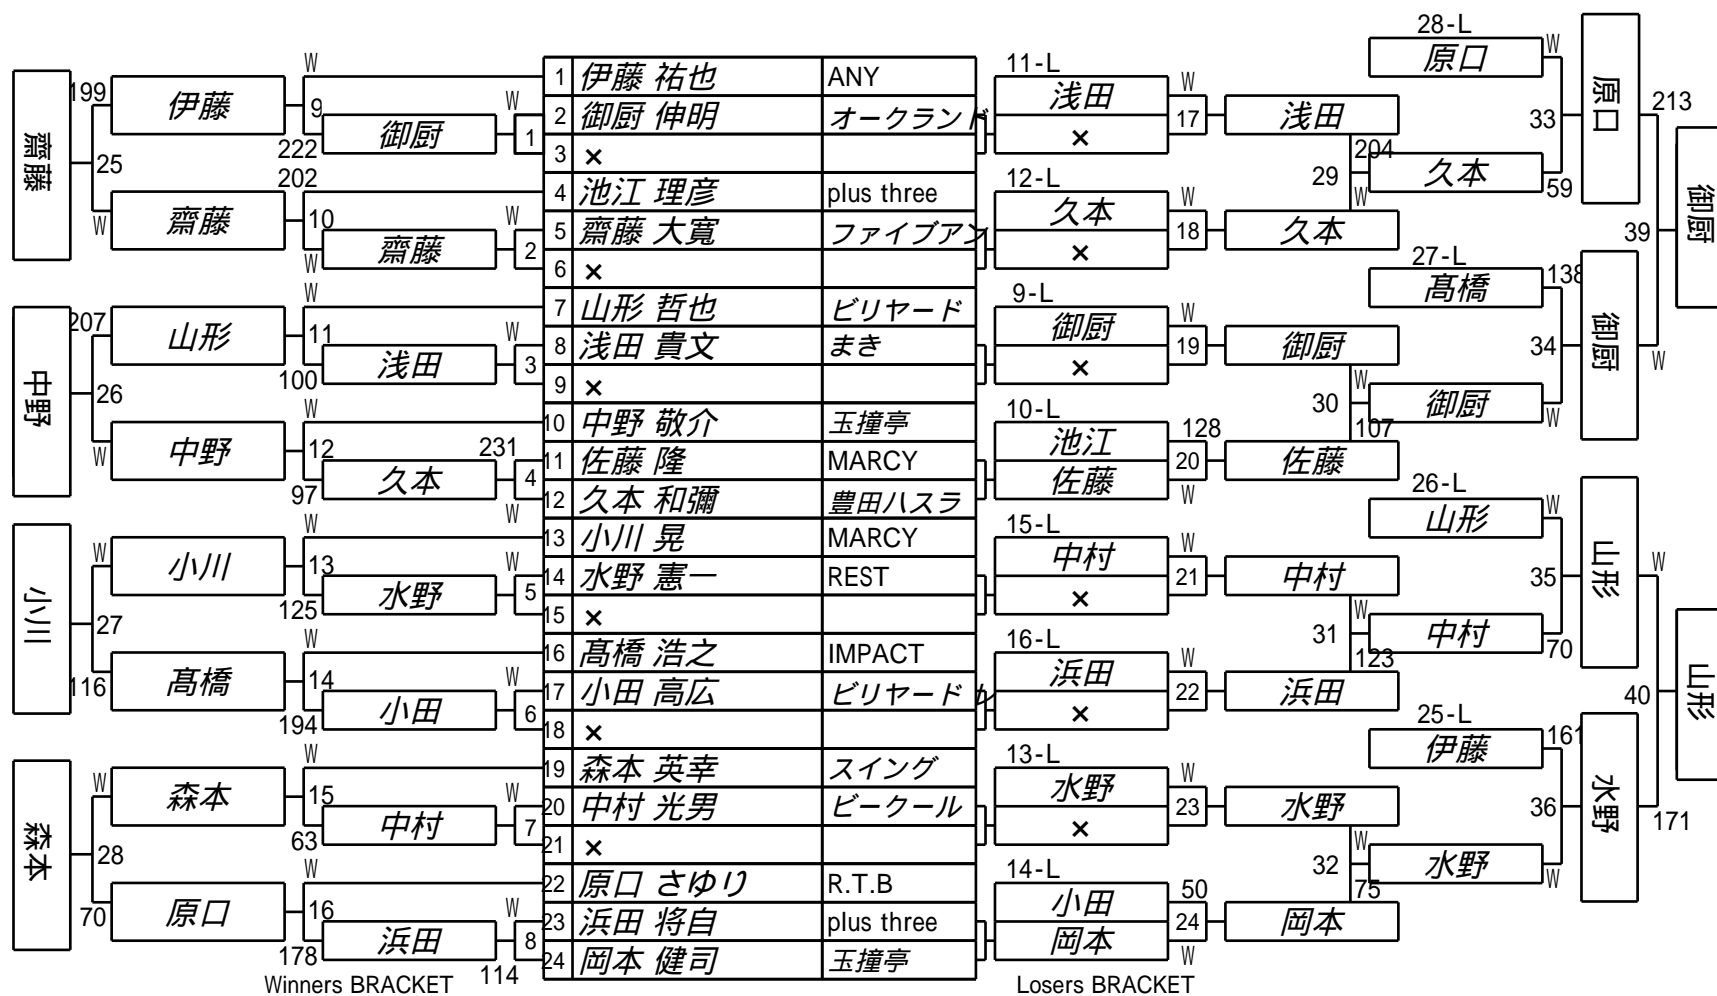 28-L
W
原口
原口
W
1 伊藤 祐也 ANY
11-L
199
伊藤
9
W
浅田
W
213
2 御厨 伸明 オークランド
17
浅田
33
御厨
1
×
222
3 ×
204
齋藤
25
202
29
久本
59
4 池江 理彦 plus three
12-L
W
齋藤
10
W
久本
W
W
御厨
5 齋藤 大寛 ファイブアン
18
久本
39
齋藤
2
×
27-L
W
6 ×
髙橋
138
W
7 山形 哲也 ビリヤード
9-L
207
山形
11
W
御厨
W
御厨
8 浅田 貴文 まき
19
御厨
34
浅田
3
×
W
W
100
9 ×
中野
26
W
30
御厨
W
10 中野 敬介 玉撞亭
10-L
107
W
中野
12
231
池江
128
11 佐藤 隆 MARCY
20
佐藤
久本
4
佐藤
26-L
97
W
12 久本 和彌 豊田ハスラ
W
山形
W
W
13 小川 晃 MARCY
15-L
W
小川
13
W
中村
W
山形
W
14 水野 憲一 REST
21
中村
35
水野
5
×
125
15 ×
W
小川
27
W
31
中村
70
16 髙橋 浩之 IMPACT
16-L
123
116
髙橋
14
W
浜田
W
山形
17 小田 高広 ビリヤード ル
22
浜田
40
小田
6
×
25-L
194
18 ×
伊藤
161
W
19 森本 英幸 スイング
13-L
W
森本
15
W
水野
W
水野
20 中村 光男 ビークール
23
水野
36
171
中村
7
×
63
21 ×
W
森本
28
W
32
水野
W
22 原口 さゆり R.T.B
14-L
75
70
原口
16
W
小田
50
23 浜田 将自 plus three
24
岡本
浜田
8
岡本
178
114
24 岡本 健司 玉撞亭
W
Winners BRACKET
Losers BRACKET